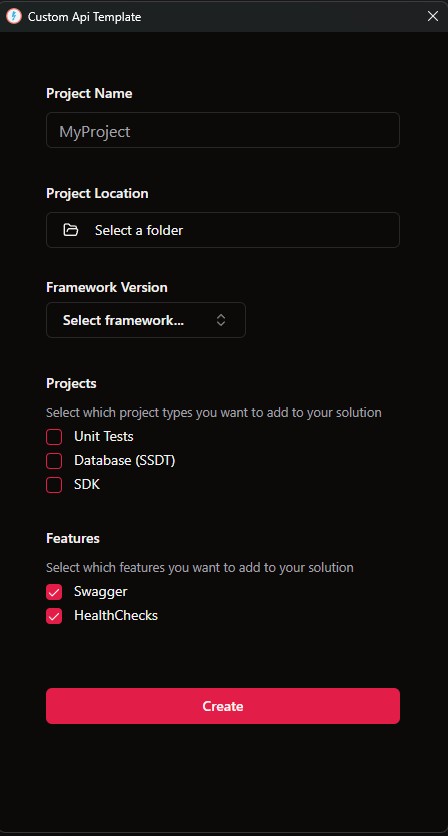 Custom Api Template
Project Name
MyProject
Project Location
Select a folder
Framework Version
Select framework...
Projects
Select which project types you want to add to your solution
Unit Tests
Database (SSDT)
SDK
Features
Select which features you want to add to your solution
Swagger
HealthChecks
Create